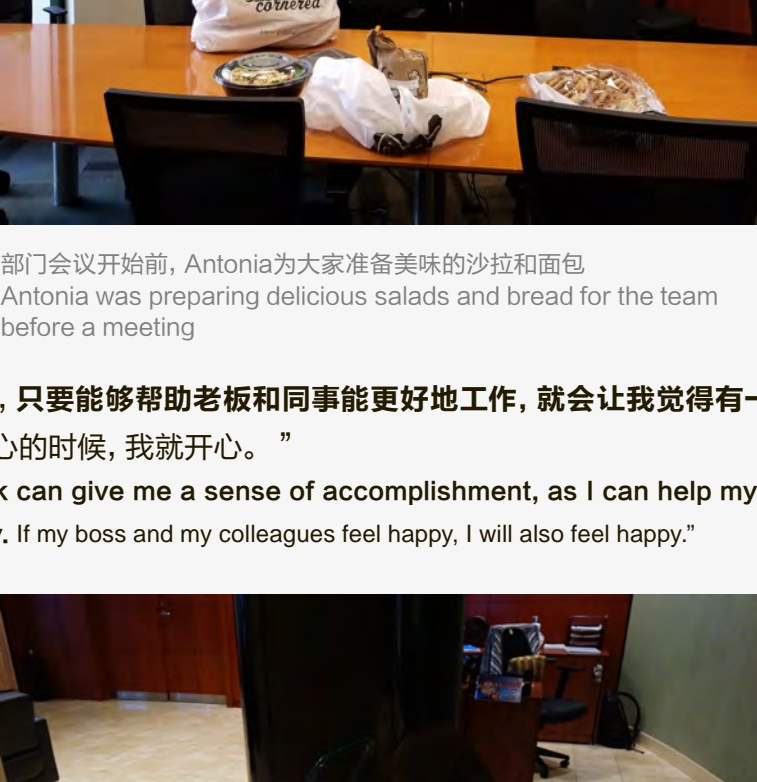 cornered
部门会议开始前, Antonia为大家准备美味的沙拉和面包
Antonia was preparing delicious salads and bread for the team
before a meeting
, 只要能够帮助老板和同事能更好地工作, 就会让我觉得有
心的时候, 我就开心。”
k can give me a sense of accomplishment, as I can help my
. If my boss and my colleagues feel happy, I will also feel happy.”